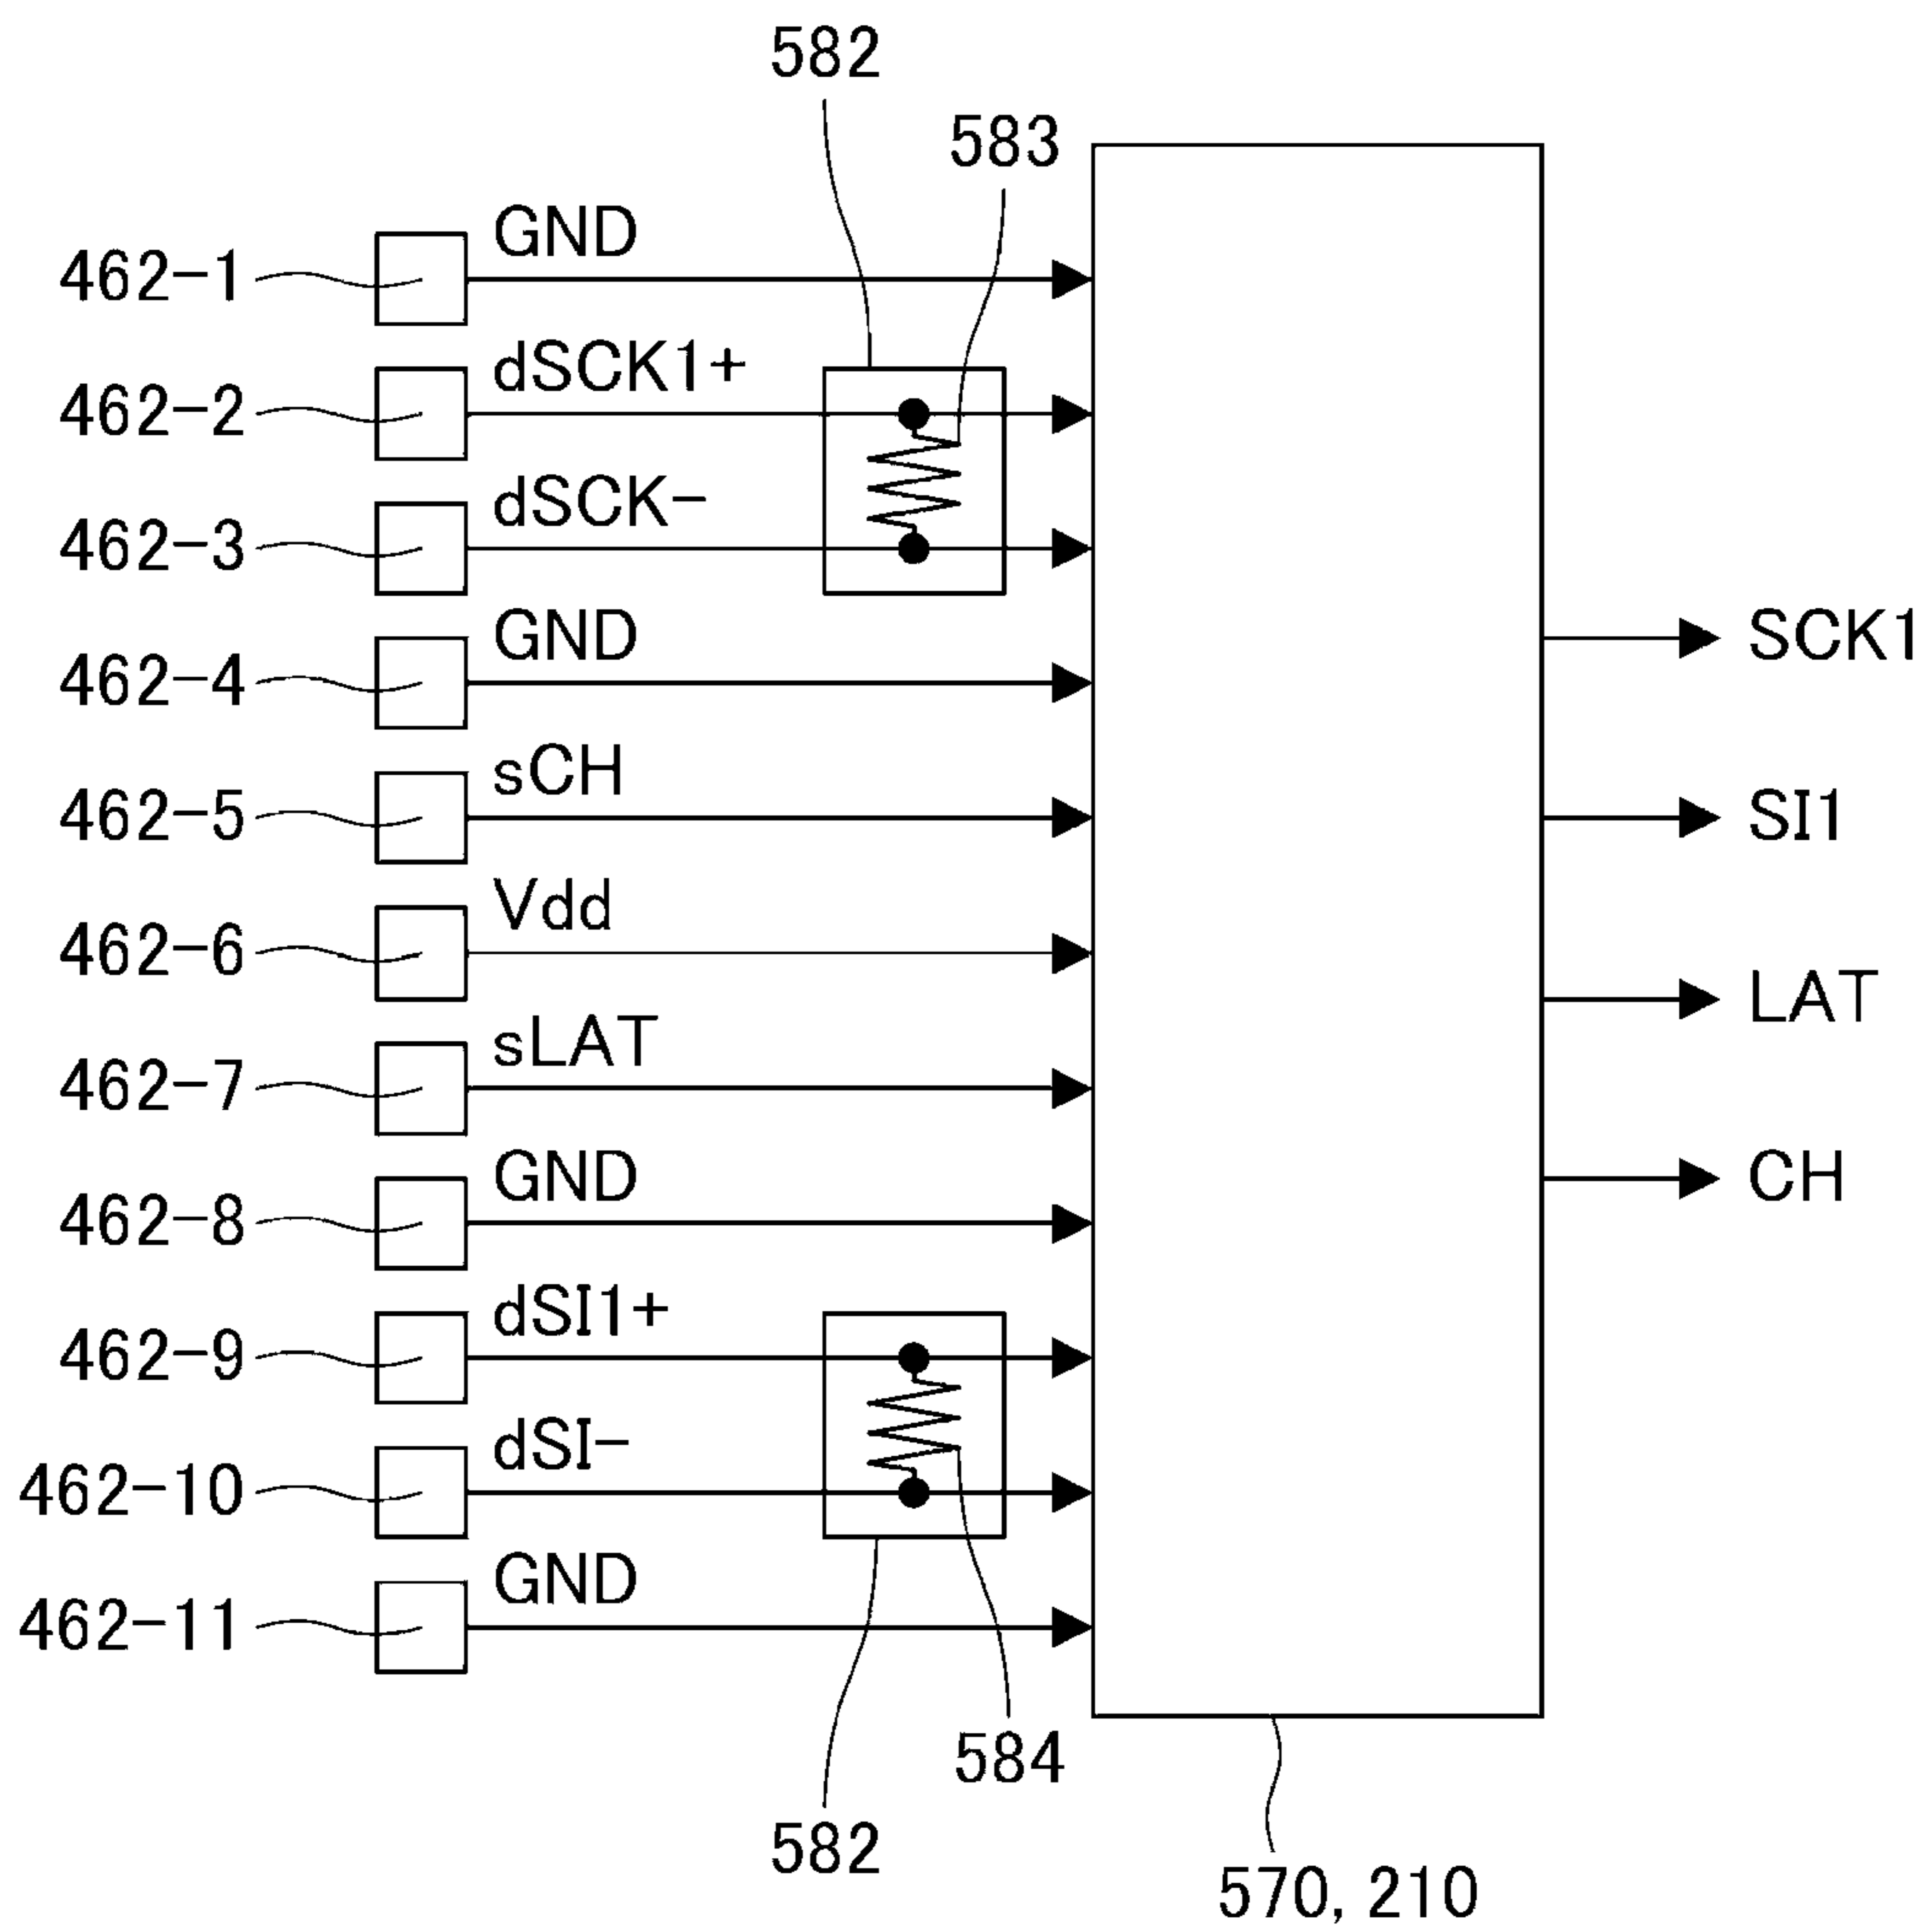 582
583
462-1
GND
462-2
dSCK1+
462-3
dSCK-
462-4
GND
SCK1
462-5
sCH
SI1
462-6
Vdd
LAT
462-7
sLAT
462-8
GND
CH
462-9
dSI1+
462-10
dSI-
462-11
GND
584
582
570, 210